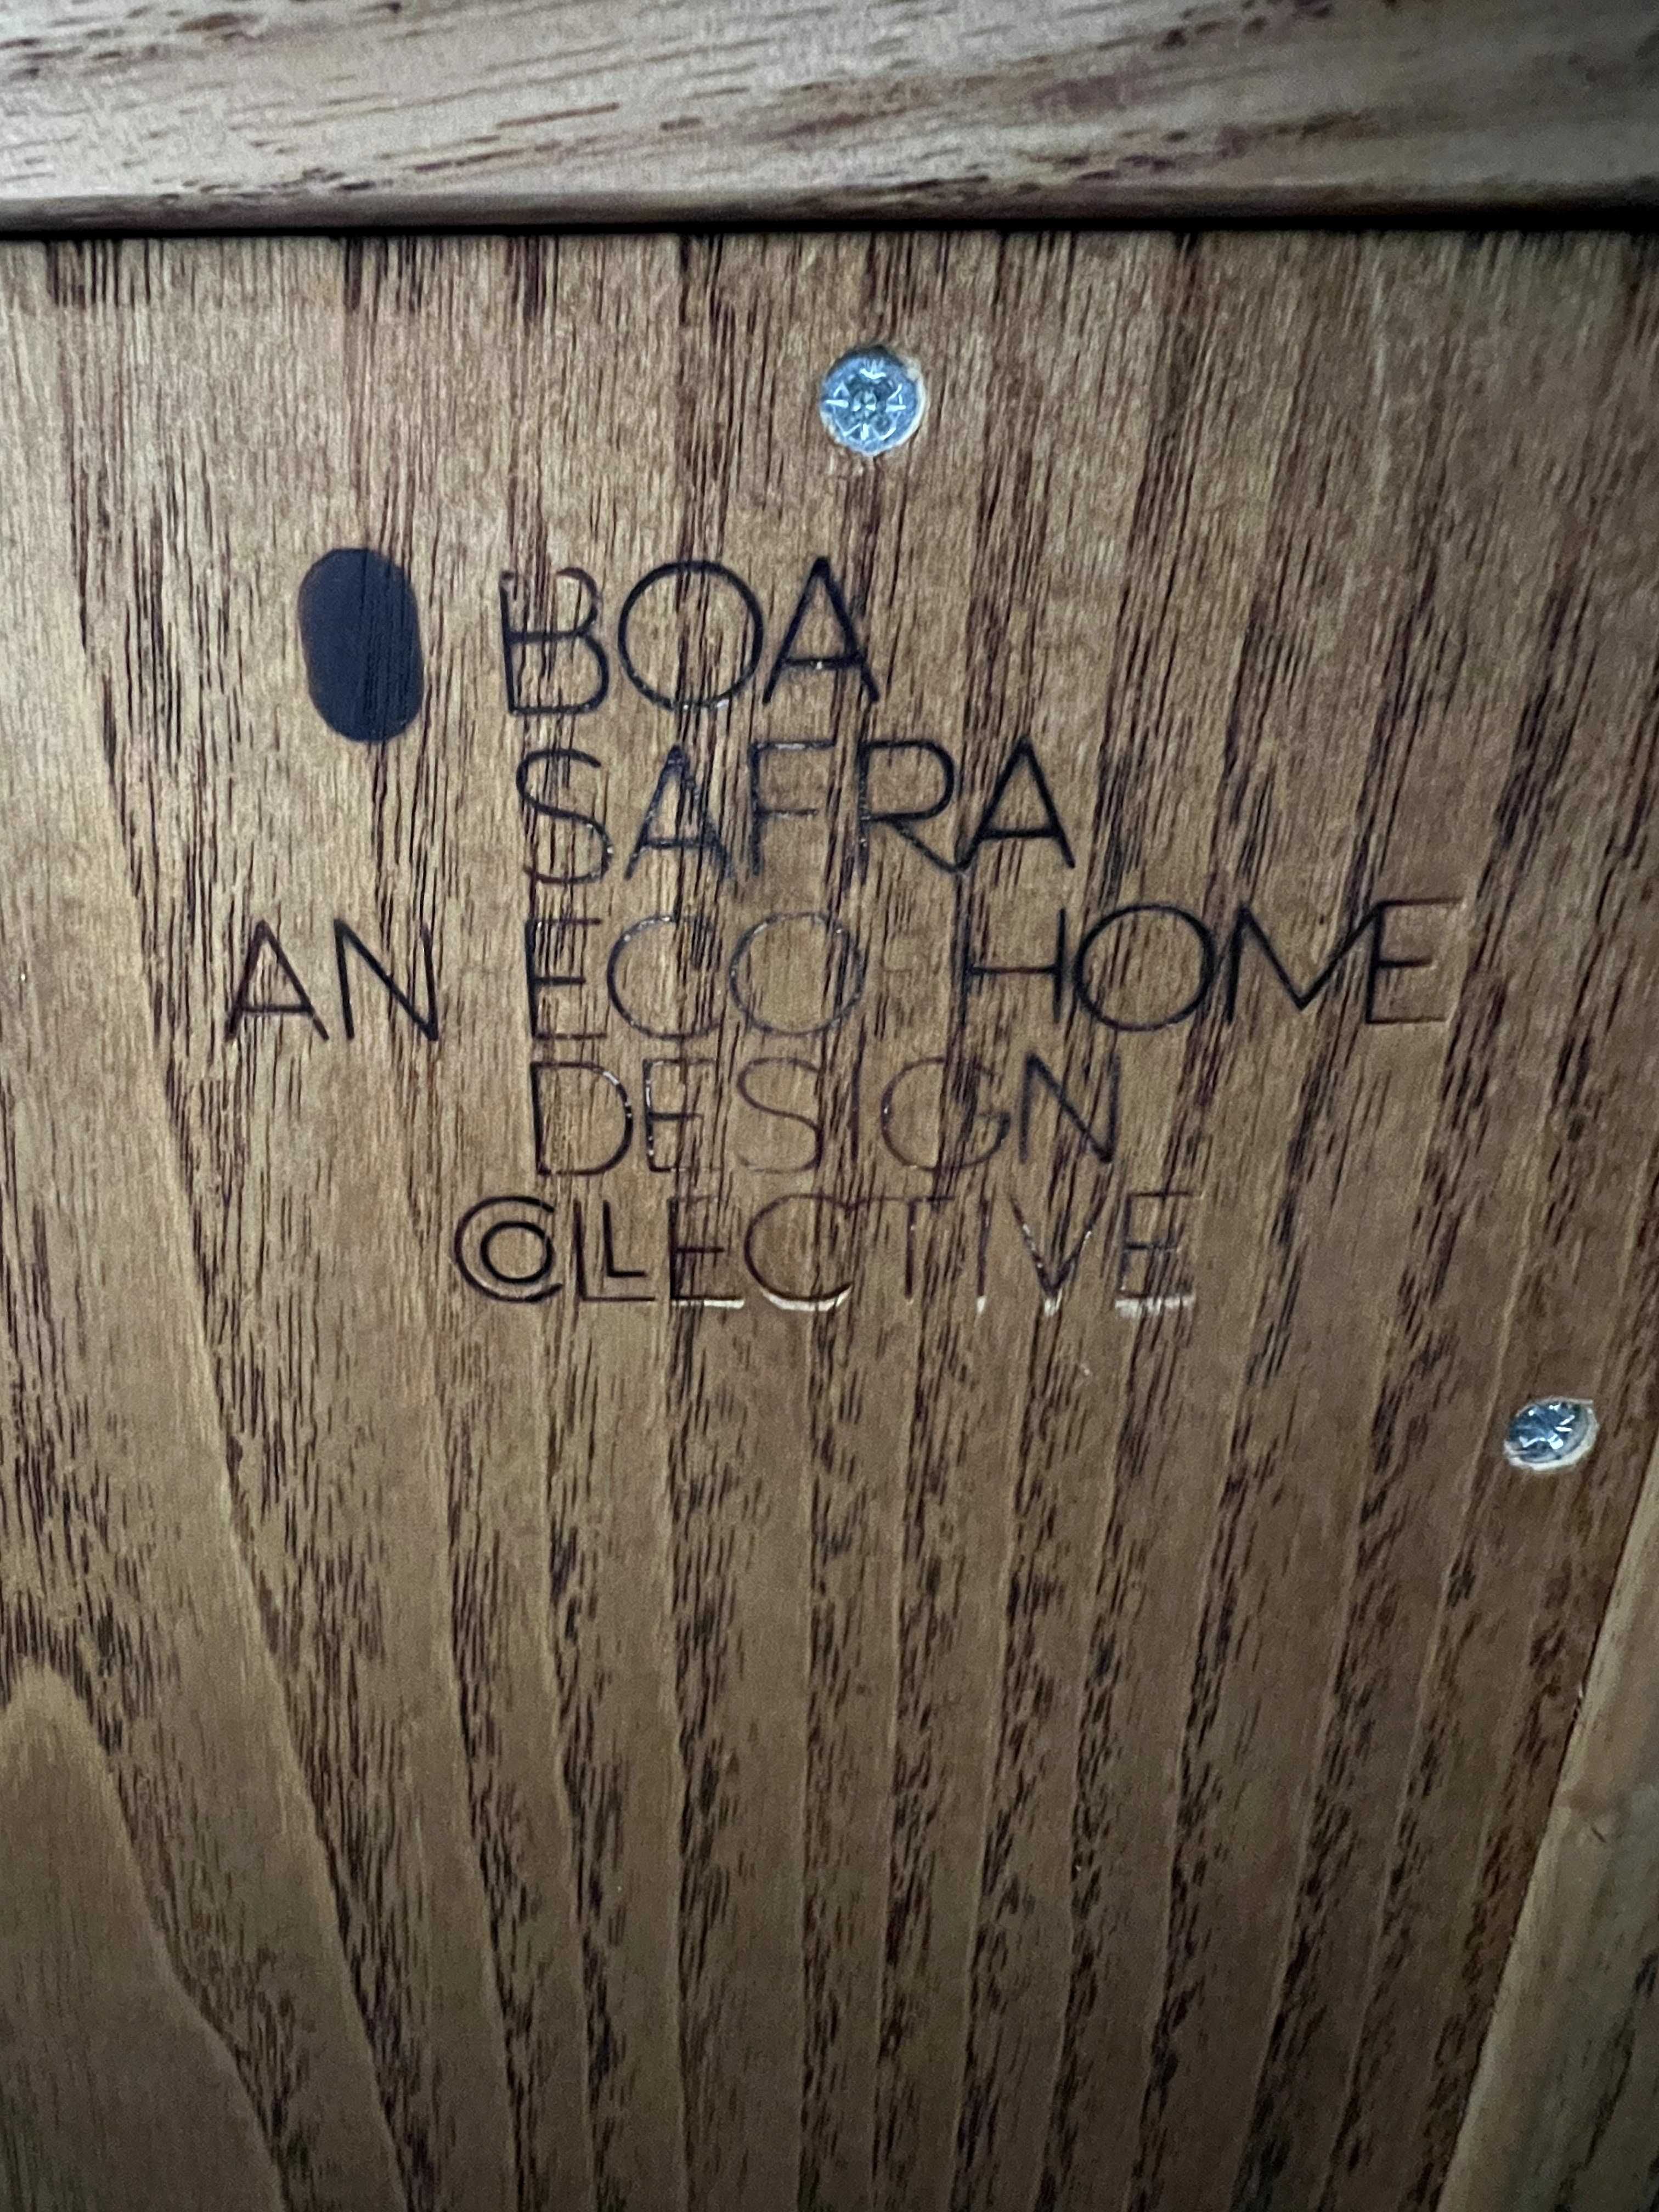 BOA
SAFRA
AN ECO HOME
DESIGN
COLLECTIVE